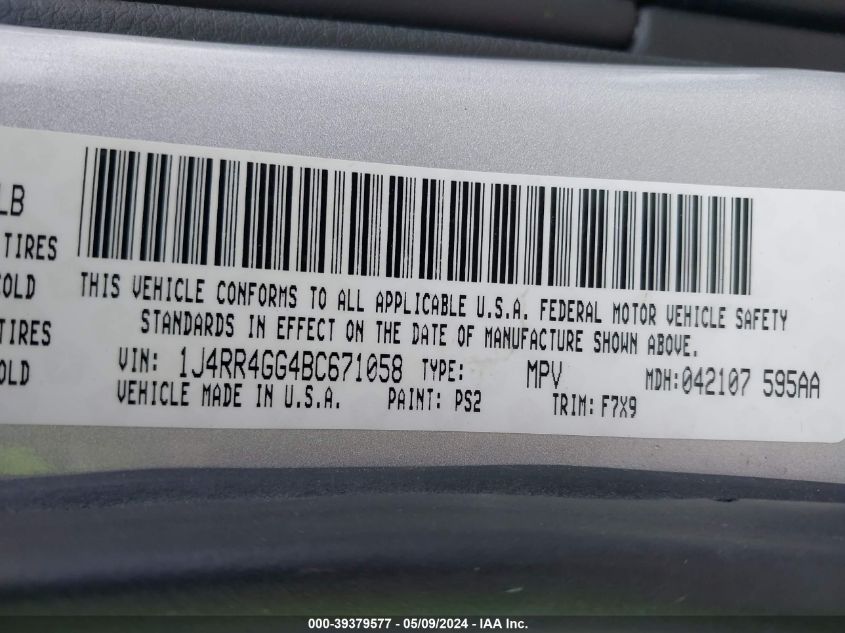 LB
TIRES
COLD
TIRES
OLD
THIS VEHICLE CONFORMS TO ALL APPLICABLE U.S.A. FEDERAL MOTOR VEHICLE SAFETY
STANDARDS IN EFFECT ON THE DATE OF MANUFACTURE SHOWN ABOVE.
VIN: 1J4RR4GG4BC671058 TYPE: MPV MDH:042107 595AA
VEHICLE MADE IN U.S.A. PAINT: PS2 TRIM: F7X9
000-39379577 - 05/09/2024 - IAA Inc.